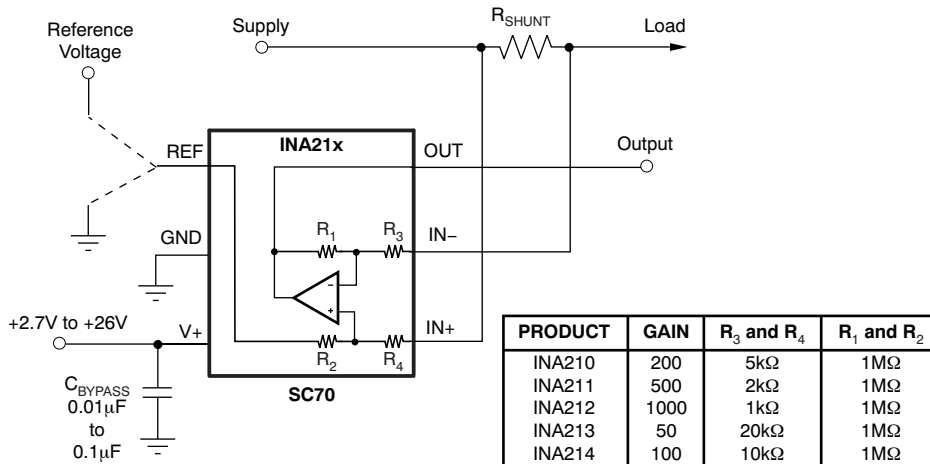 Reference
Voltage
Supply
R_SHUNT
Load
REF
INA21x
OUT
Output
GND
R_1
R_3
IN−
−
+
+2.7V to +26V
V+
IN+
R_2
R_4
C_BYPASS
0.01μF
to
0.1μF
SC70
PRODUCT GAIN R_3 and R_4 R_1 and R_2
INA210 200 5kΩ 1MΩ
INA211 500 2kΩ 1MΩ
INA212 1000 1kΩ 1MΩ
INA213 50 20kΩ 1MΩ
INA214 100 10kΩ 1MΩ